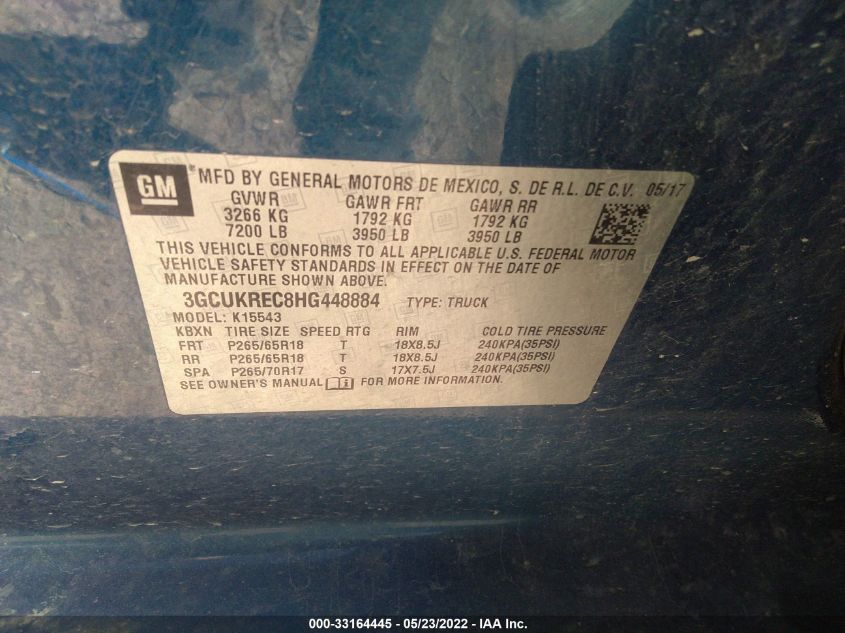 GM
MFD BY GENERAL MOTORS DE MEXICO, S. DE R.L. DE C.V. 05/17
GVWR GAWR FRT GAWR RR
3266 KG 1792 KG 1792 KG
7200 LB 3950 LB 3950 LB
THIS VEHICLE CONFORMS TO ALL APPLICABLE U.S. FEDERAL MOTOR
VEHICLE SAFETY STANDARDS IN EFFECT ON THE DATE OF
MANUFACTURE SHOWN ABOVE.
3GCUKREC8HG448884 TYPE: TRUCK
MODEL: K15543
KBXN TIRE SIZE SPEED RTG RIM COLD TIRE PRESSURE
FRT P265/65R18 T 18X8.5J 240KPA(35PSI)
RR P265/65R18 T 18X8.5J 240KPA(35PSI)
SPA P265/70R17 S 17X7.5J 240KPA(35PSI)
SEE OWNER'S MANUAL FOR MORE INFORMATION.
000-33164445 - 05/23/2022 - IAA Inc.